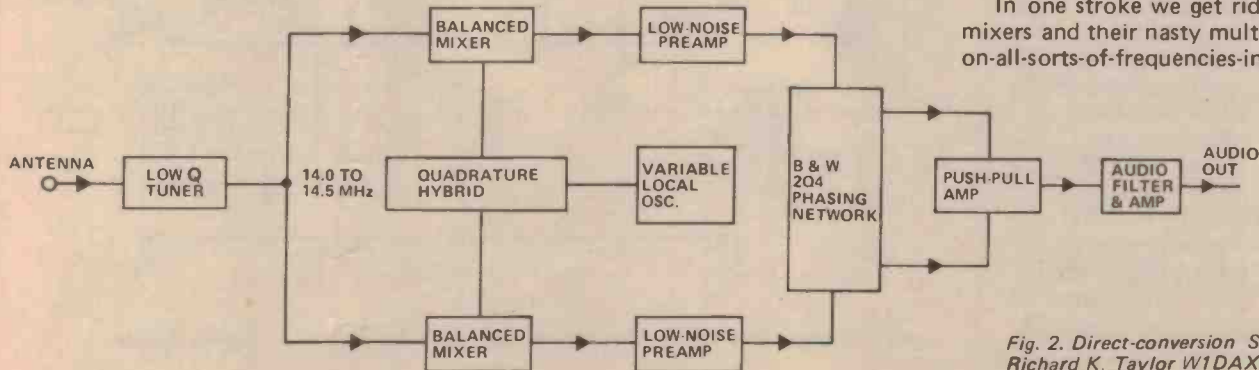 In one stroke we get rid
mixers and their nasty mult
on-all-sorts-of-frequencies-in
BALANCED
MIXER
LOW-NOISE
PREAMP
ANTENNA
LOW Q
TUNER
14.0 TO
14.5 MHz
QUADRATURE
HYBRID
VARIABLE
LOCAL
OSC.
B & W
2Q4
PHASING
NETWORK
PUSH-PULL
AMP
AUDIO
FILTER
& AMP
AUDIO
OUT
BALANCED
MIXER
LOW-NOISE
PREAMP
Fig. 2. Direct-conversion S
Richard K. Taylor W1DAX